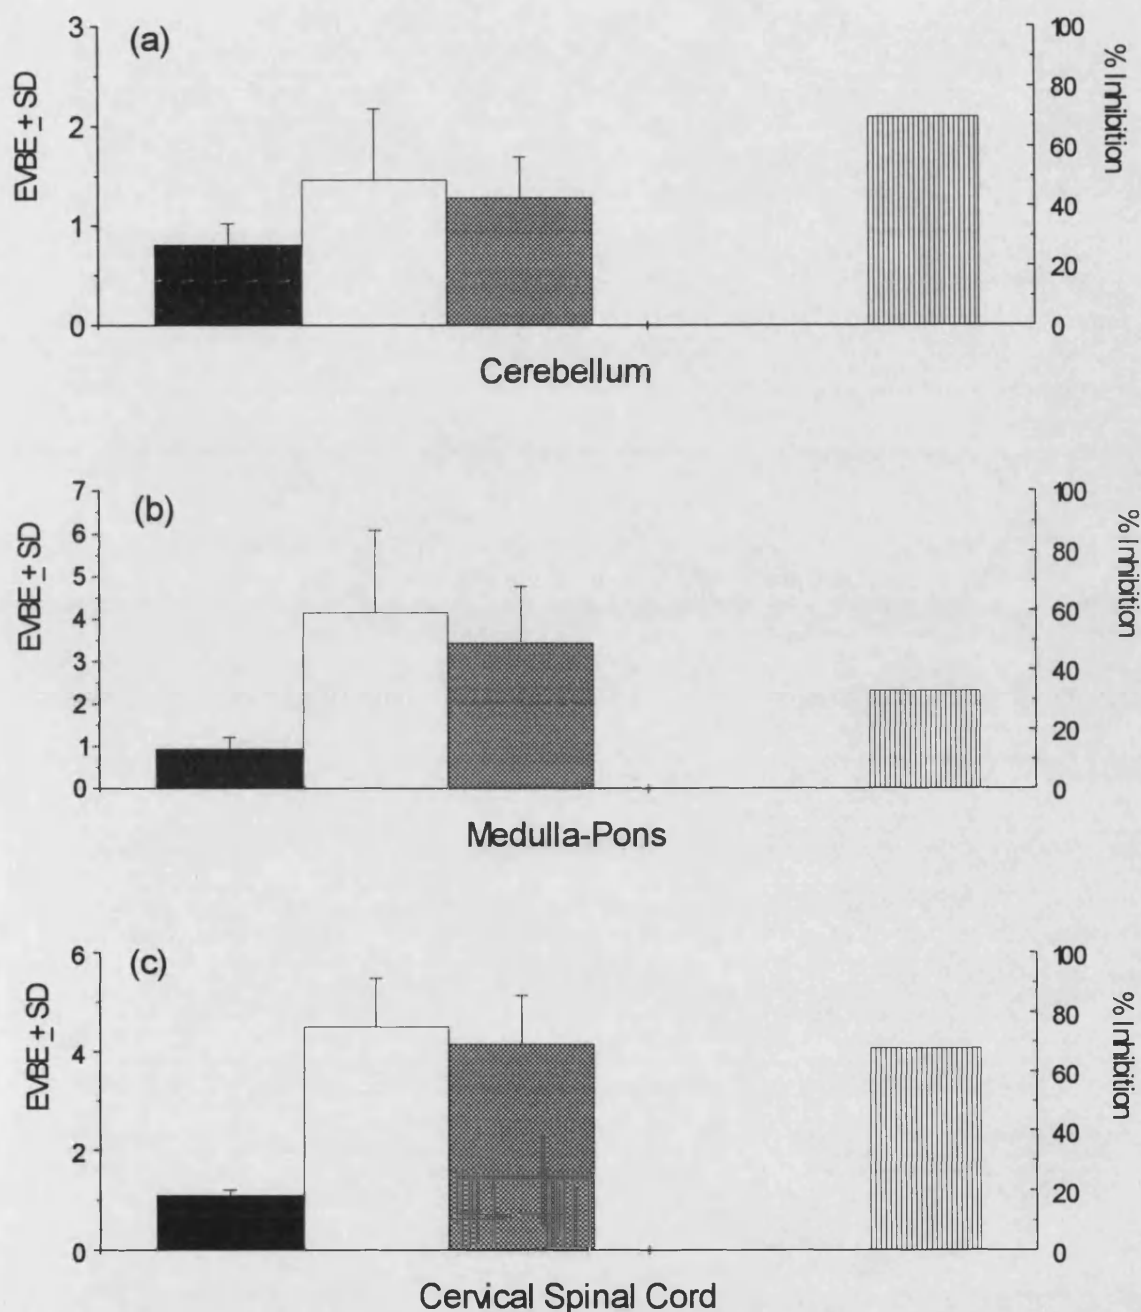 (a)
EVBE ± SD
3
2
1
0
100
80
60
40
20
0
% Inhibition
Cerebellum
(b)
EVBE ± SD
7
6
5
4
3
2
1
0
100
80
60
40
20
0
% Inhibition
Medulla-Pons
(c)
EVBE ± SD
6
4
2
0
100
80
60
40
20
0
% Inhibition
Cervical Spinal Cord